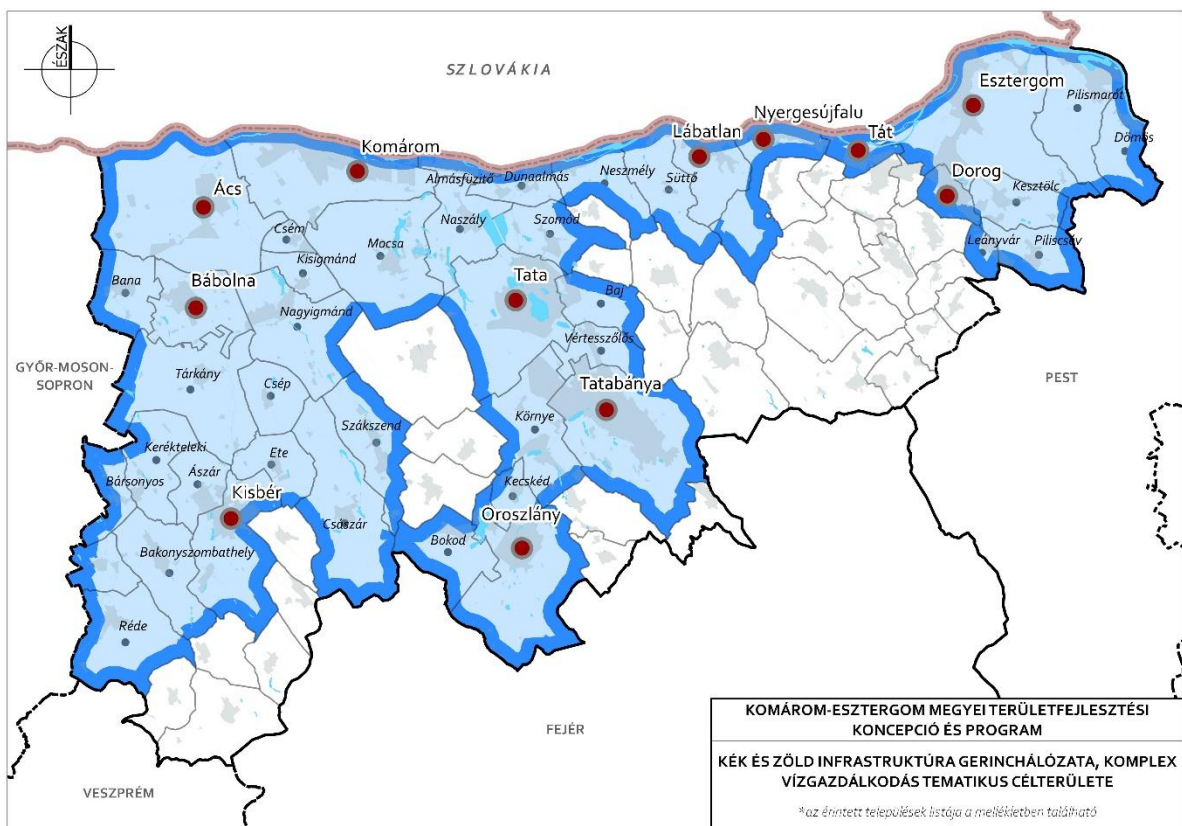 ÉSZAK
SZLOVÁKIA
Esztergom
Pilismarót
Nyergesújfalu
Dömös
Lábatlan
Tát
Komárom
Dorog
Almásfüzitő
Dunaalmás
Neszmély
Süttő
Kesztölc
Ács
Naszály
Szomód
Csém
Mocsa
Leányvár
Piliscsév
Kisigmánd
Bana
Bábolna
Tata
Baj
Nagyigmánd
Vértesszőlős
GYŐR-MOSON-
SOPRON
Tárkány
Csép
Tatabánya
PEST
Környe
Szákszend
Kerékteleki
Ete
Ászár
Bársonyos
Kecskéd
Kisbér
Oroszlány
Császár
Bokod
Bakonyszombathely
Réde
FEJÉR
VESZPRÉM
KOMÁROM-ESZTERGOM MEGYEI TERÜLETFEJLESZTÉSI
KONCEPCIÓ ÉS PROGRAM
KÉK ÉS ZÖLD INFRASTRUKTÚRA GERINCHÁLÓZATA, KOMPLEX
VÍZGAZDÁLKODÁS TEMATIKUS CÉLTERÜLETE
*az érintett települések listája a mellékletben található